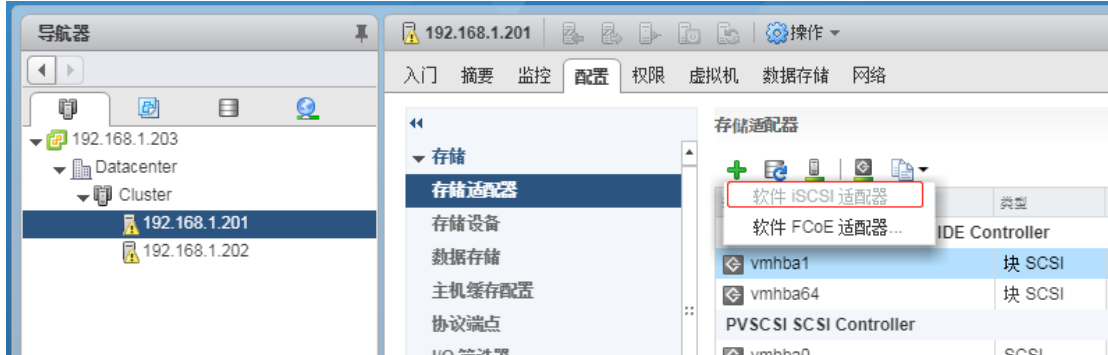 导航器
192.168.1.201
操作
入门 摘要 监控 配置 权限 虚拟机 数据存储 网络
192.168.1.203
Datacenter
Cluster
192.168.1.201
192.168.1.202
存储
存储适配器
存储设备
数据存储
主机缓存配置
协议端点
I/O 筛选器
存储适配器
软件 iSCSI 适配器
软件 FCoE 适配器...
类型
IDE Controller
vmhba1 块 SCSI
vmhba64 块 SCSI
PVSCSI SCSI Controller
vmhba0 SCSI